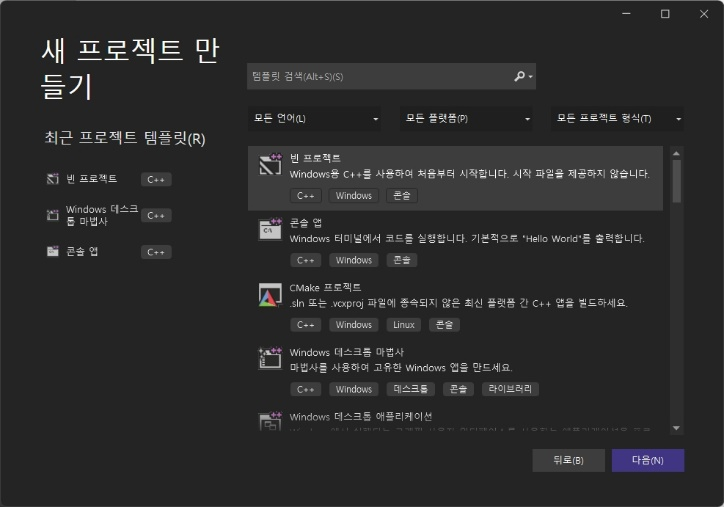 새 프로젝트 만
들기
최근 프로젝트 템플릿(R)
빈 프로젝트 C++
Windows 데스크
톱 마법사 C++
콘솔 앱 C++
템플릿 검색(Alt+S)(S)
모든 언어(L) 모든 플랫폼(P) 모든 프로젝트 형식(T)
빈 프로젝트
Windows용 C++를 사용하여 처음부터 시작합니다. 시작 파일을 제공하지 않습니다.
C++ Windows 콘솔
콘솔 앱
Windows 터미널에서 코드를 실행합니다. 기본적으로 "Hello World"를 출력합니다.
C++ Windows 콘솔
CMake 프로젝트
.sln 또는 .vcxproj 파일에 종속되지 않은 최신 플랫폼 간 C++ 앱을 빌드하세요.
C++ Windows Linux 콘솔
Windows 데스크톱 마법사
마법사를 사용하여 고유한 Windows 앱을 만드세요.
C++ Windows 데스크톱 콘솔 라이브러리
Windows 데스크톱 애플리케이션
뒤로(B) 다음(N)